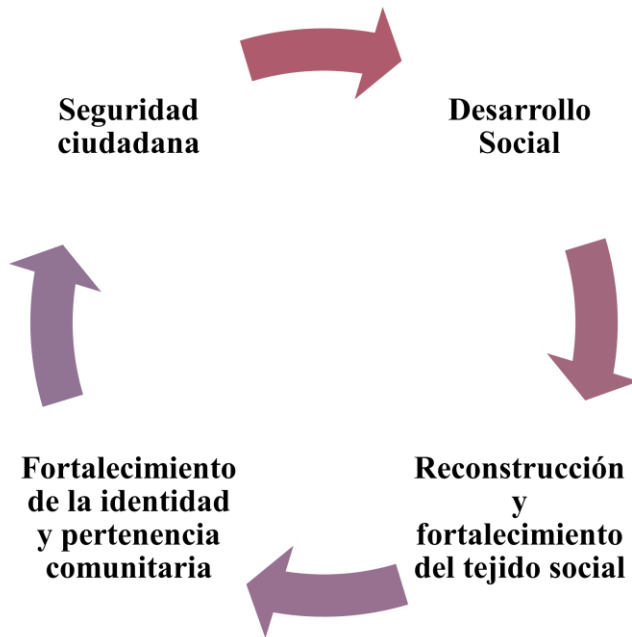 Seguridad
ciudadana
Desarrollo
Social
Reconstrucción
y
fortalecimiento
del tejido social
Fortalecimiento
de la identidad
y pertenencia
comunitaria